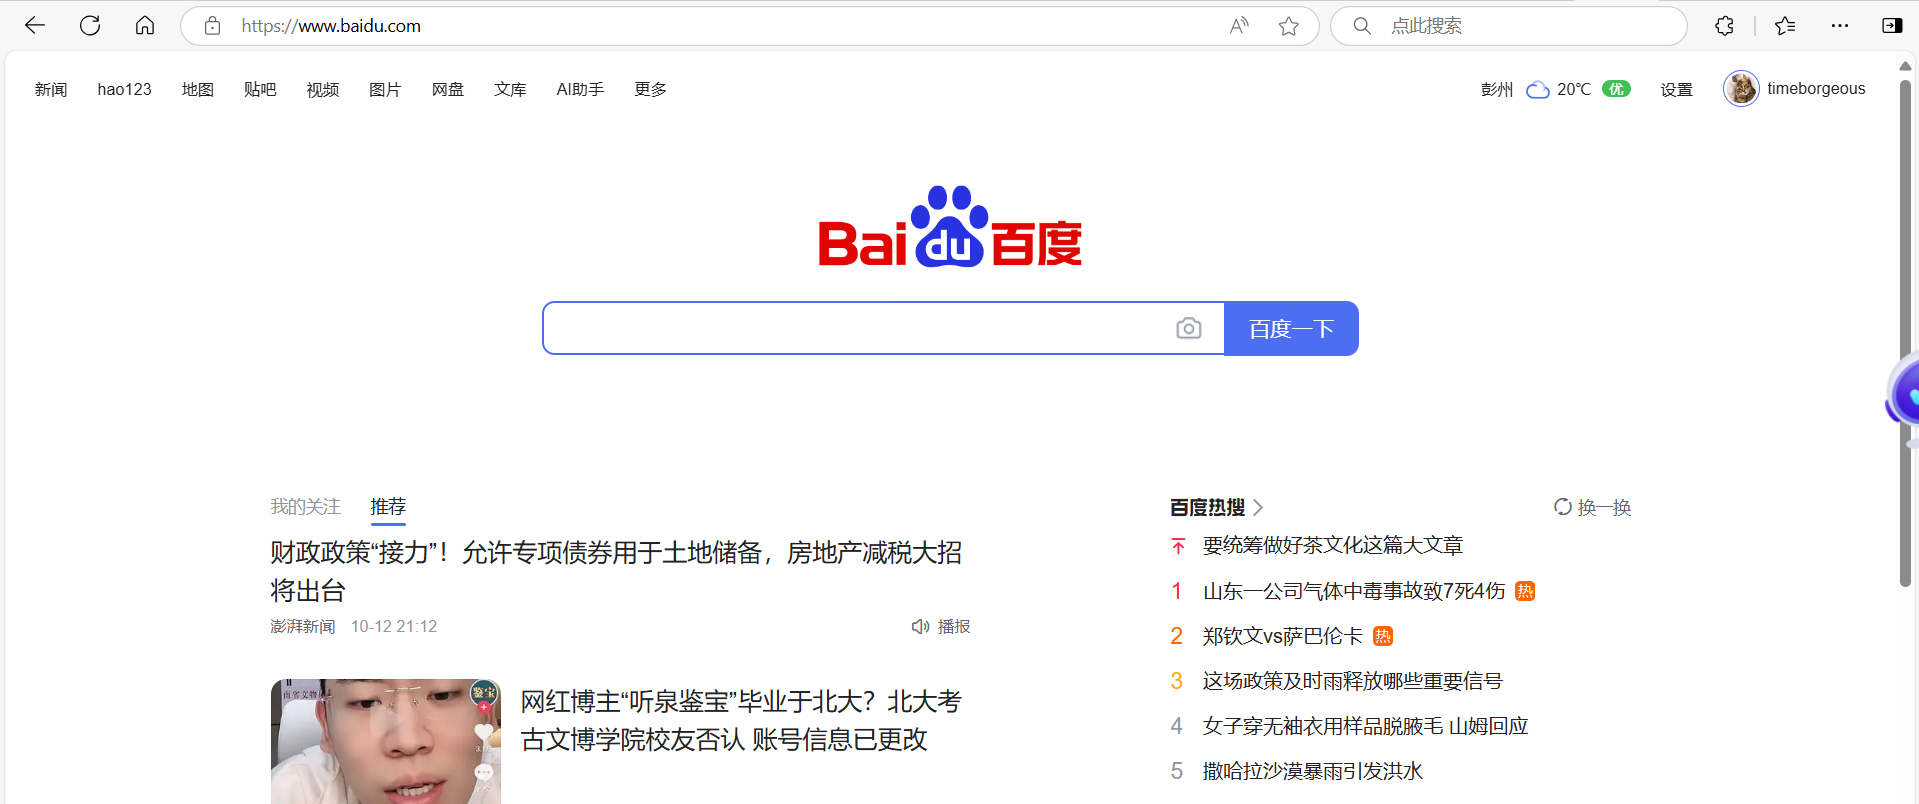 https://www.baidu.com
点此搜索
新闻 hao123 地图 贴吧 视频 图片 网盘 文库 AI助手 更多
彭州 20℃ 优 设置 timeborgeous
Bai du 百度
百度一下
我的关注 推荐
财政政策“接力”！允许专项债券用于土地储备，房地产减税大招
将出台
澎湃新闻 10-12 21:12 播报
鉴宝
网红博主“听泉鉴宝”毕业于北大？北大考
古文博学院校友否认 账号信息已更改
百度热搜 换一换
要统筹做好茶文化这篇大文章
1 山东一公司气体中毒事故致7死4伤 热
2 郑钦文vs萨巴伦卡 热
3 这场政策及时雨释放哪些重要信号
4 女子穿无袖衣用样品脱腋毛 山姆回应
5 撒哈拉沙漠暴雨引发洪水